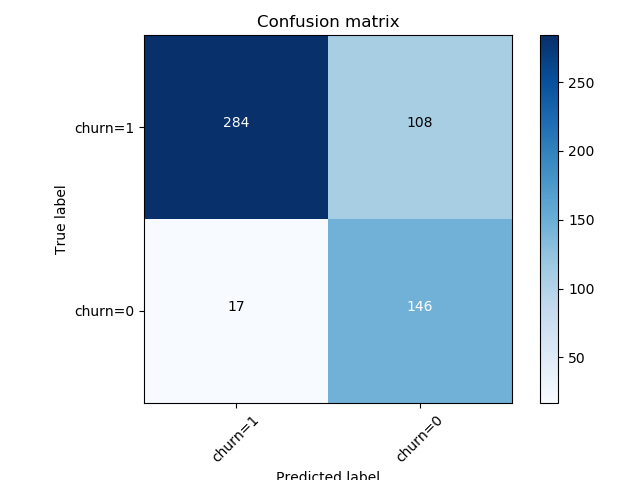 Confusion matrix
churn=1
284
108
250
200
150
100
50
True label
churn=0
17
146
churn=1
churn=0
Predicted label